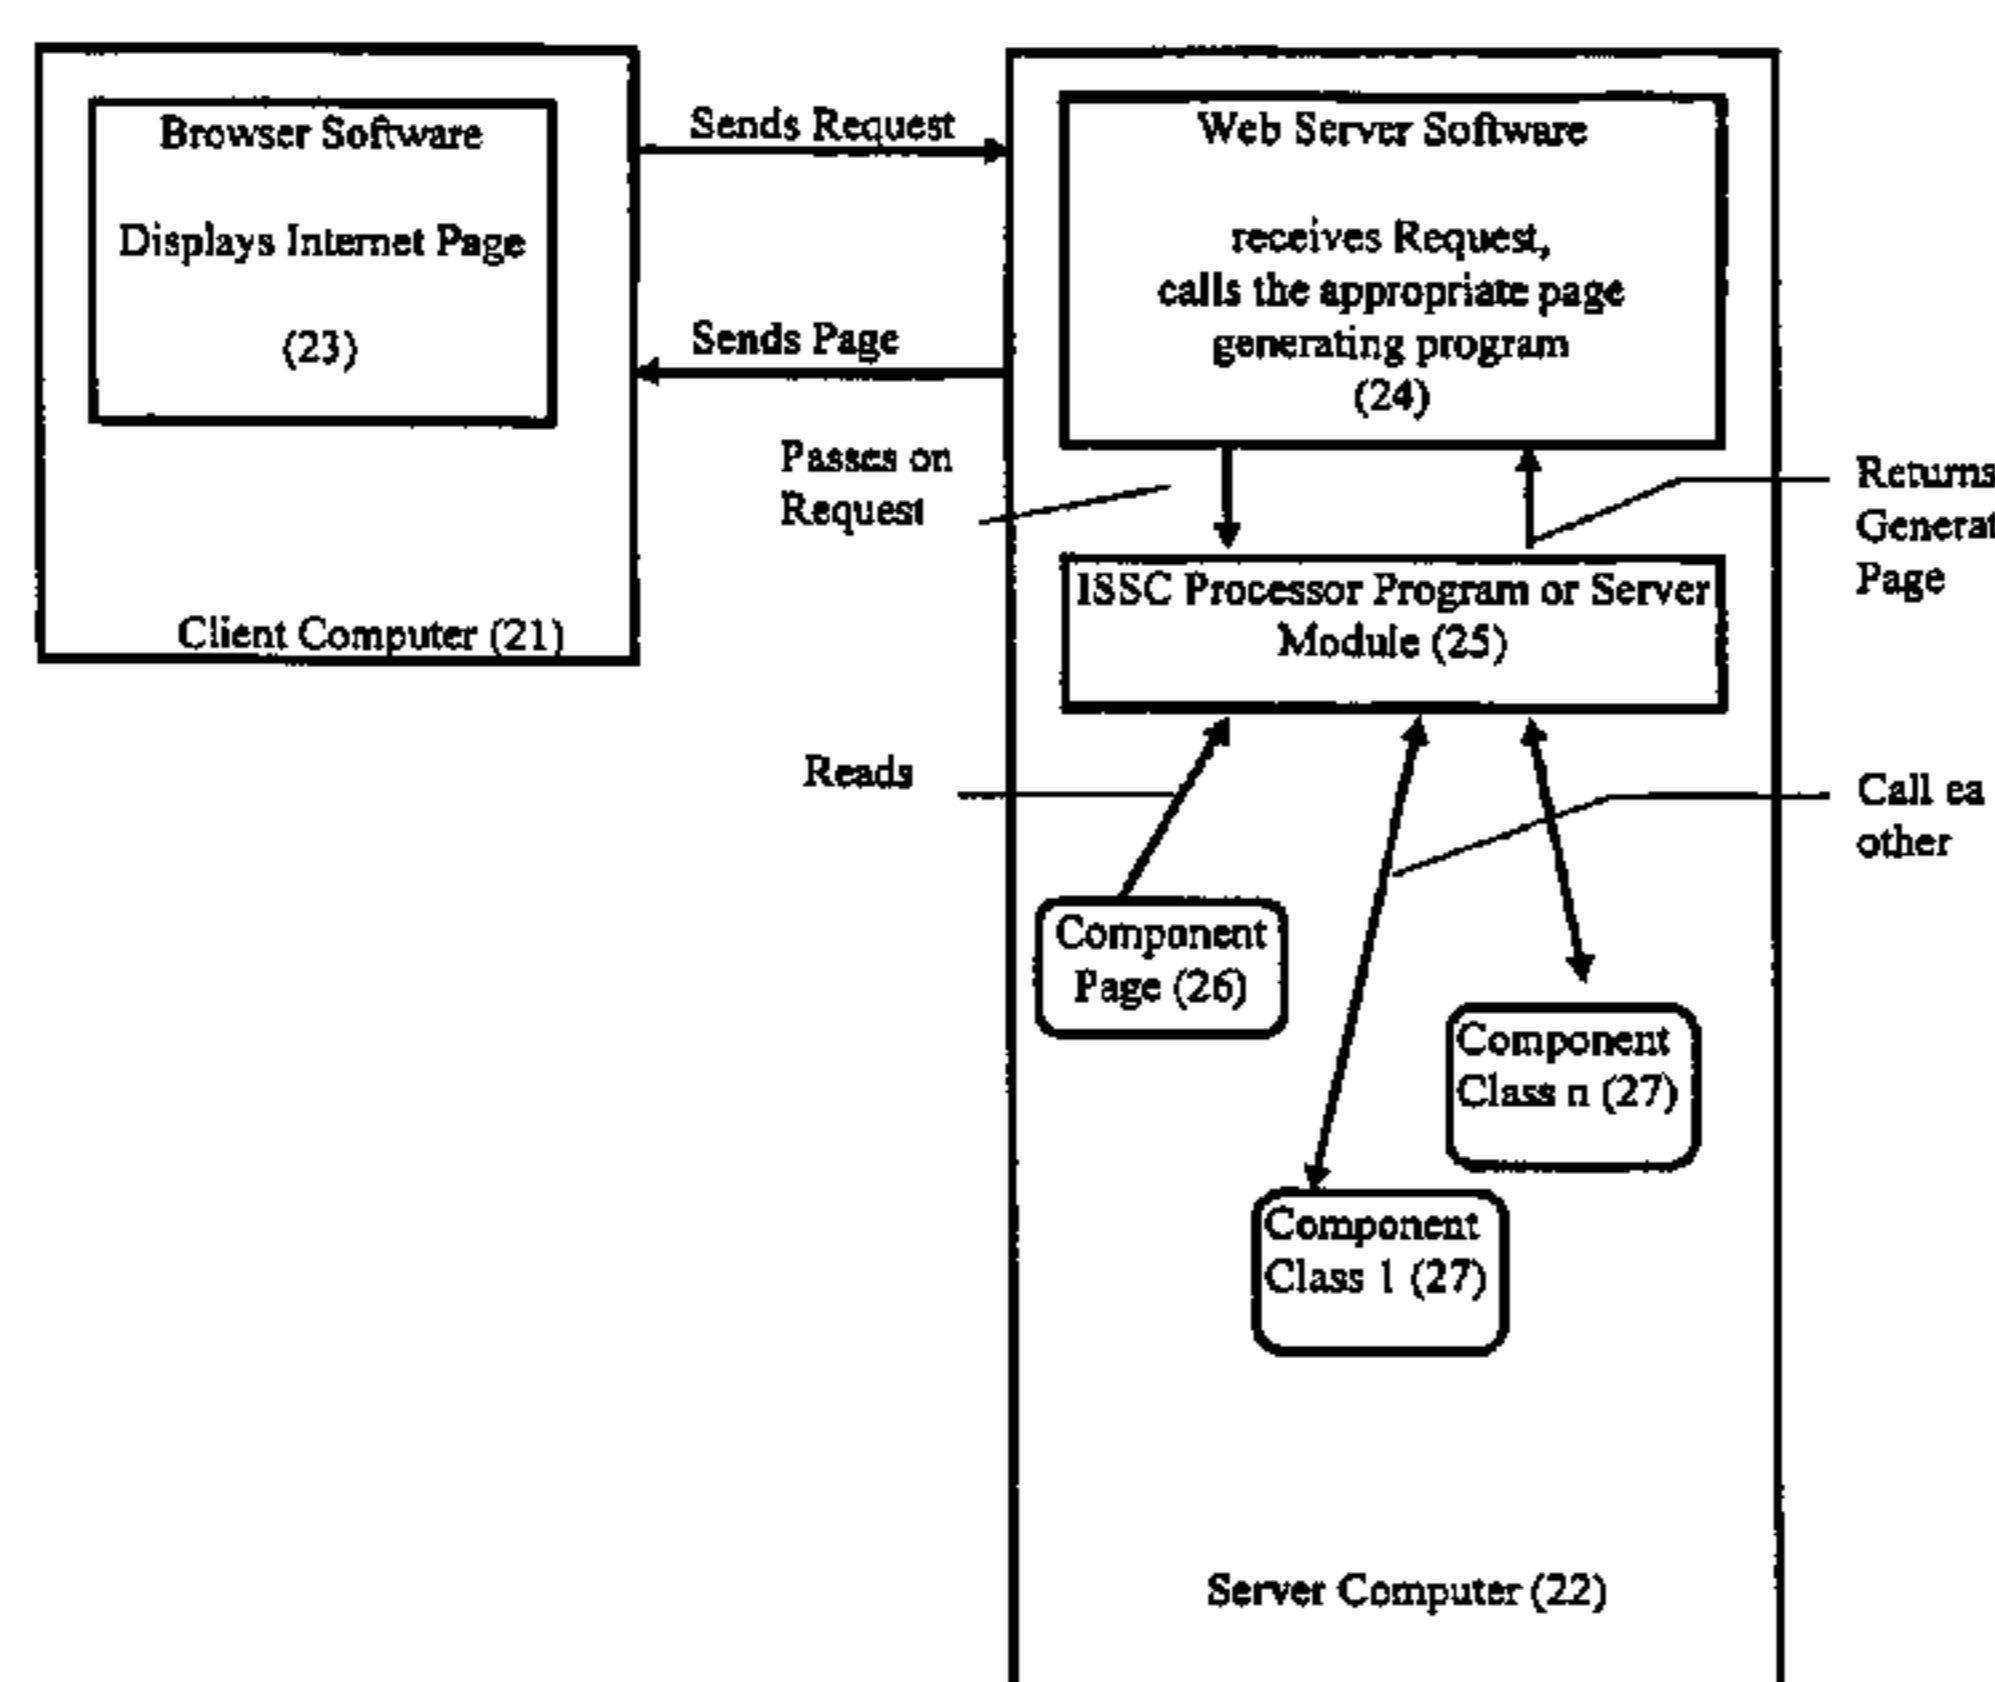 Browser Software
Displays Internet Page
(23)
Client Computer (21)
Sends Request
Sends Page
Web Server Software
receives Request,
calls the appropriate page
generating program
(24)
Passes on
Request
Returns
Generat
Page
ISSC Processor Program or Server
Module (25)
Reads
Call ea
other
Component
Page (26)
Component
Class n (27)
Component
Class 1 (27)
Server Computer (22)